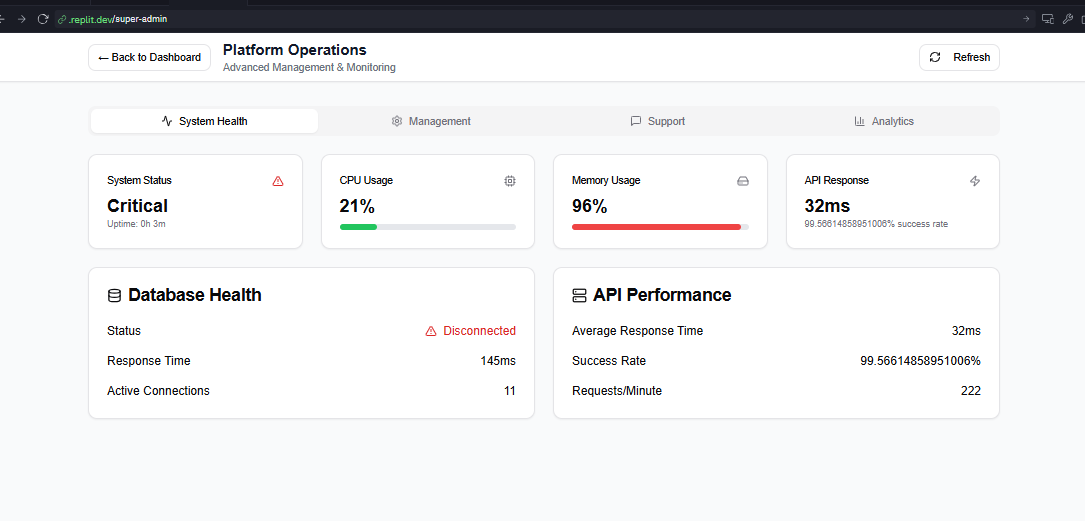 .replit.dev/super-admin
← Back to Dashboard
Platform Operations
Advanced Management & Monitoring
Refresh
System Health
Management
Support
Analytics
System Status
Critical
Uptime: 0h 3m
CPU Usage
21%
Memory Usage
96%
API Response
32ms
99.56614858951006% success rate
Database Health
Status
Disconnected
Response Time
145ms
Active Connections
11
API Performance
Average Response Time
32ms
Success Rate
99.56614858951006%
Requests/Minute
222